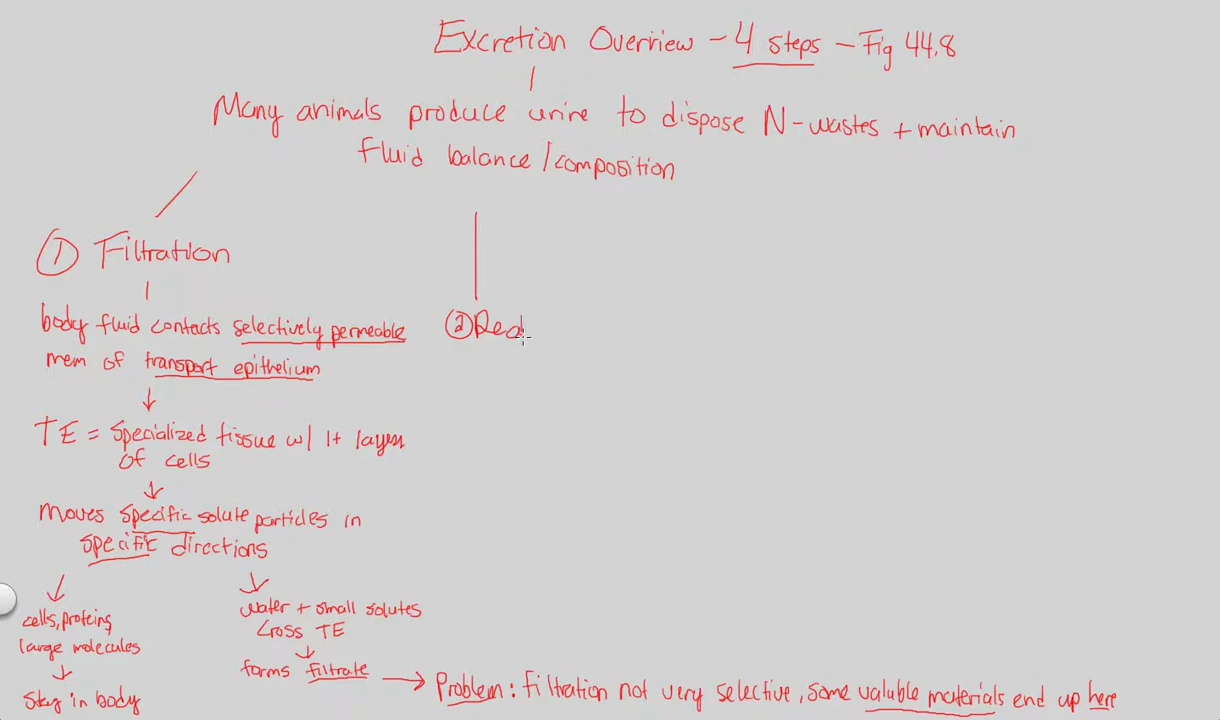 Excretion Overview - 4 steps - Fig 44.8
Many animals produce urine to dispose N-wastes + maintain
fluid balance/composition
① Filtration
body fluid contacts selectively permeable
mem of transport epithelium
TE = Specialized tissue w/ 1+ layers
of cells
Moves specific solute particles in
specific directions
cells, proteins,
large molecules
Stay in body
water + small solutes
cross TE
forms filtrate → Problem: Filtration not very selective, some valuable materials end up here
② Rea